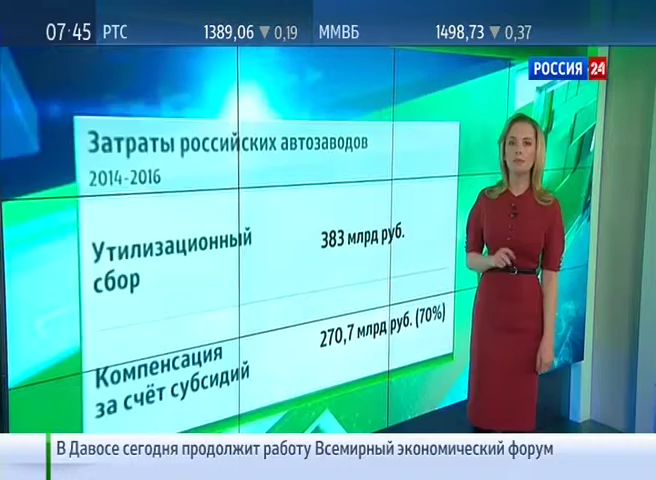 07:45 РТС 1389,06 ▼ 0,19 ММВБ 1498,73 ▼ 0,37
РОССИЯ 24
Затраты российских автозаводов
2014-2016
Утилизационный
сбор
383 млрд руб.
Компенсация
за счёт субсидий
270,7 млрд руб. (70%)
В Давосе сегодня продолжит работу Всемирный экономический форум